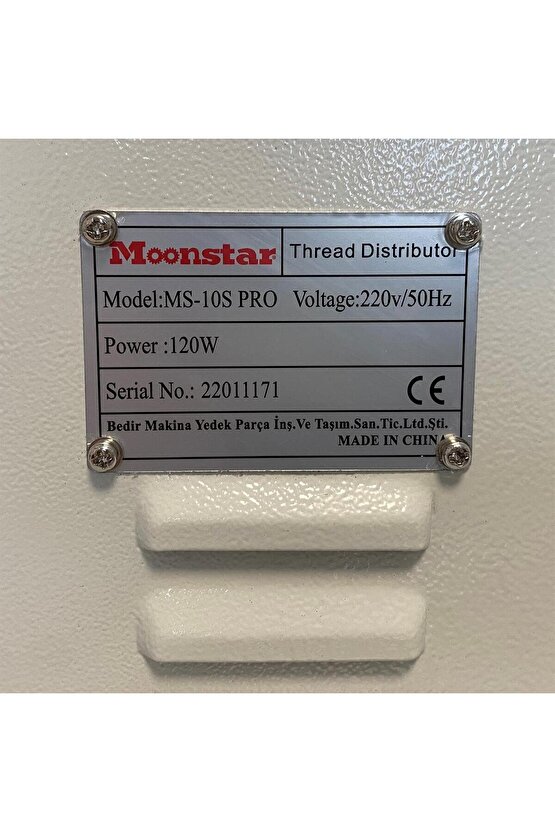 Moonstar Thread Distributor
Model:MS-10S PRO Voltage:220v/50Hz
Power :120W
Serial No.: 22011171 CE
Bedir Makina Yedek Parça İnş.Ve Taşım.San.Tic.Ltd.Şti.
MADE IN CHINA